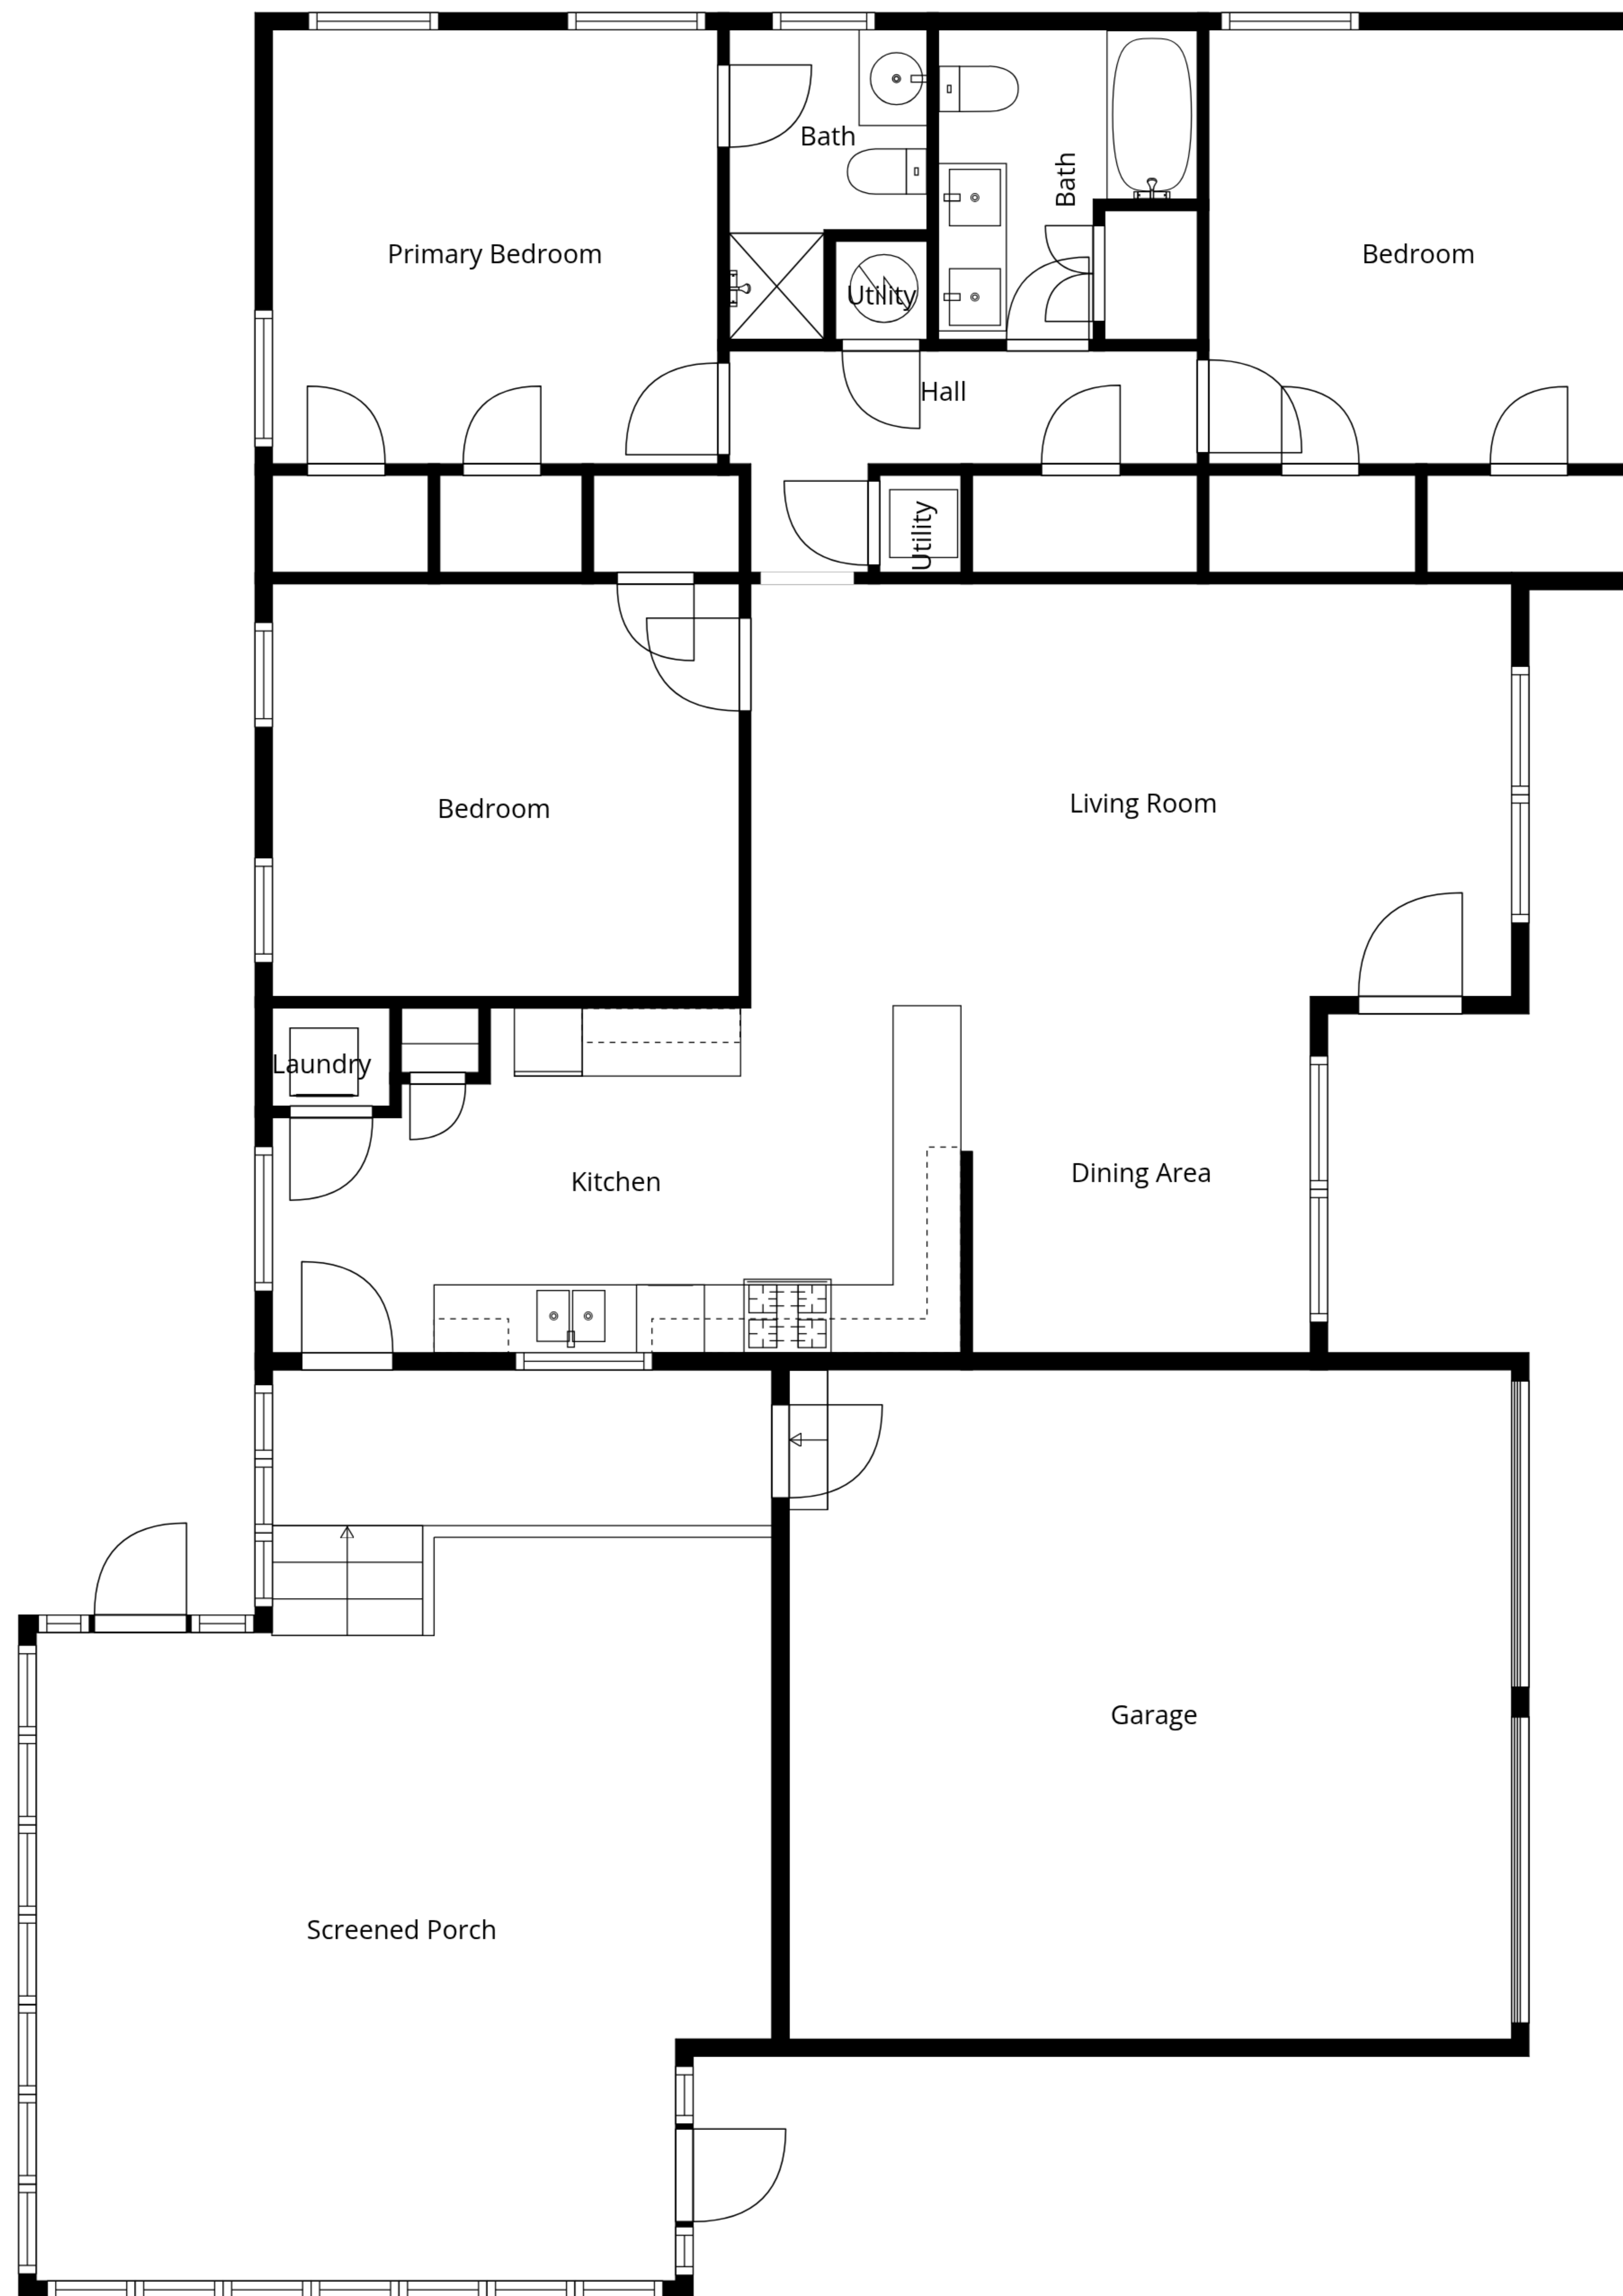 Bath
Bath
Primary Bedroom
Bedroom
Utility
Hall
Utility
Living Room
Bedroom
Laundry
Dining Area
Kitchen
Garage
Screened Porch